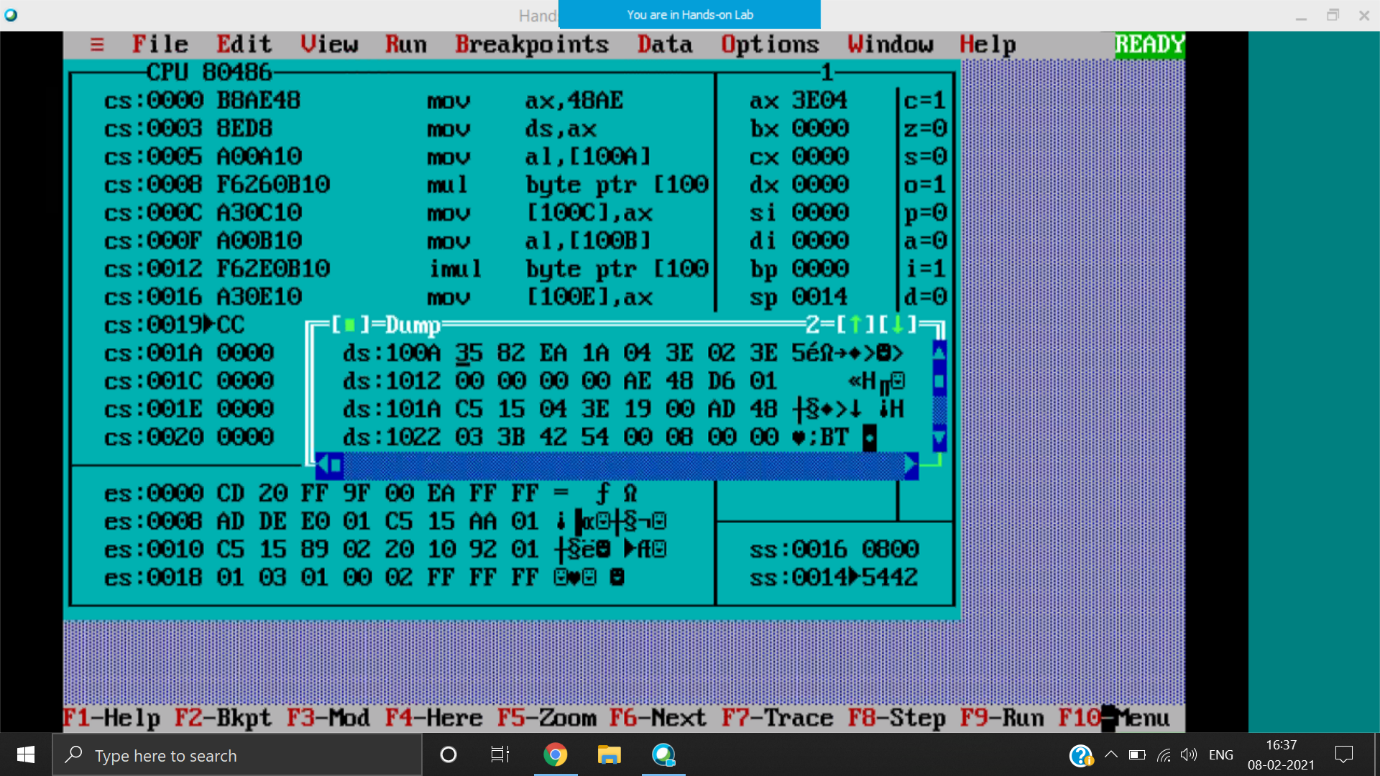 Hand
You are in Hands-on Lab
≡ File Edit View Run Breakpoints Data Options Window Help READY
CPU 80486 1
cs:0000 B8AE48 mov ax,48AE ax 3E04 c=1
cs:0003 8ED8 mov ds,ax bx 0000 z=0
cs:0005 A00A10 mov al,[100A] cx 0000 s=0
cs:0008 F6260B10 mul byte ptr [100 dx 0000 o=1
cs:000C A30C10 mov [100C],ax si 0000 p=0
cs:000F A00B10 mov al,[100B] di 0000 a=0
cs:0012 F62E0B10 imul byte ptr [100 bp 0000 i=1
cs:0016 A30E10 mov [100E],ax sp 0014 d=0
cs:0019►CC [■]=Dump 2=[↑][↓]
cs:001A 0000 ds:100A 35 82 EA 1A 04 3E 02 3E 5éΩ→♦>☻>
cs:001C 0000 ds:1012 00 00 00 00 AE 48 D6 01 «H╓☺
cs:001E 0000 ds:101A C5 15 04 3E 19 00 AD 48 ┼§♦>↓ ¡H
cs:0020 0000 ds:1022 03 3B 42 54 00 08 00 00 ♥;BT ◘
es:0000 CD 20 FF 9F 00 EA FF FF = ƒ Ω
es:0008 AD DE E0 01 C5 15 AA 01 ¡▐α☺┼§¬☺
es:0010 C5 15 89 02 20 10 92 01 ┼§ë☻ ►Æ☺ ss:0016 0800
es:0018 01 03 01 00 02 FF FF FF ☺♥☺ ☻ ss:0014►5442
F1-Help F2-Bkpt F3-Mod F4-Here F5-Zoom F6-Next F7-Trace F8-Step F9-Run F10-Menu
Type here to search
ENG
16:37
08-02-2021